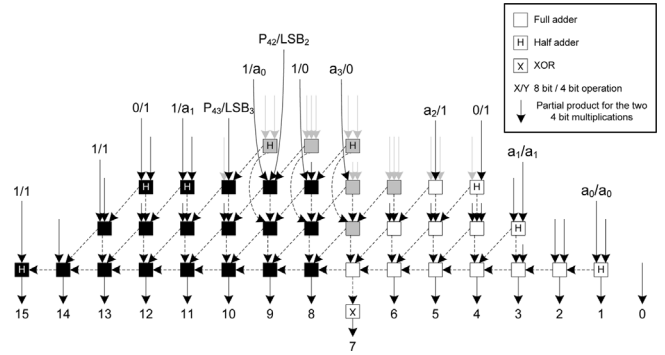 P₄₂/LSB₂
1/a₀
1/0
a₃/0
0/1
1/a₁
P₄₃/LSB₃
a₂/1
0/1
1/1
a₁/a₁
1/1
a₀/a₀
Full adder
H Half adder
X XOR
X/Y 8 bit / 4 bit operation
Partial product for the two
4 bit multiplications
H H
H H H
H
H H
15 14 13 12 11 10 9 8 6 5 4 3 2 1 0
X
7